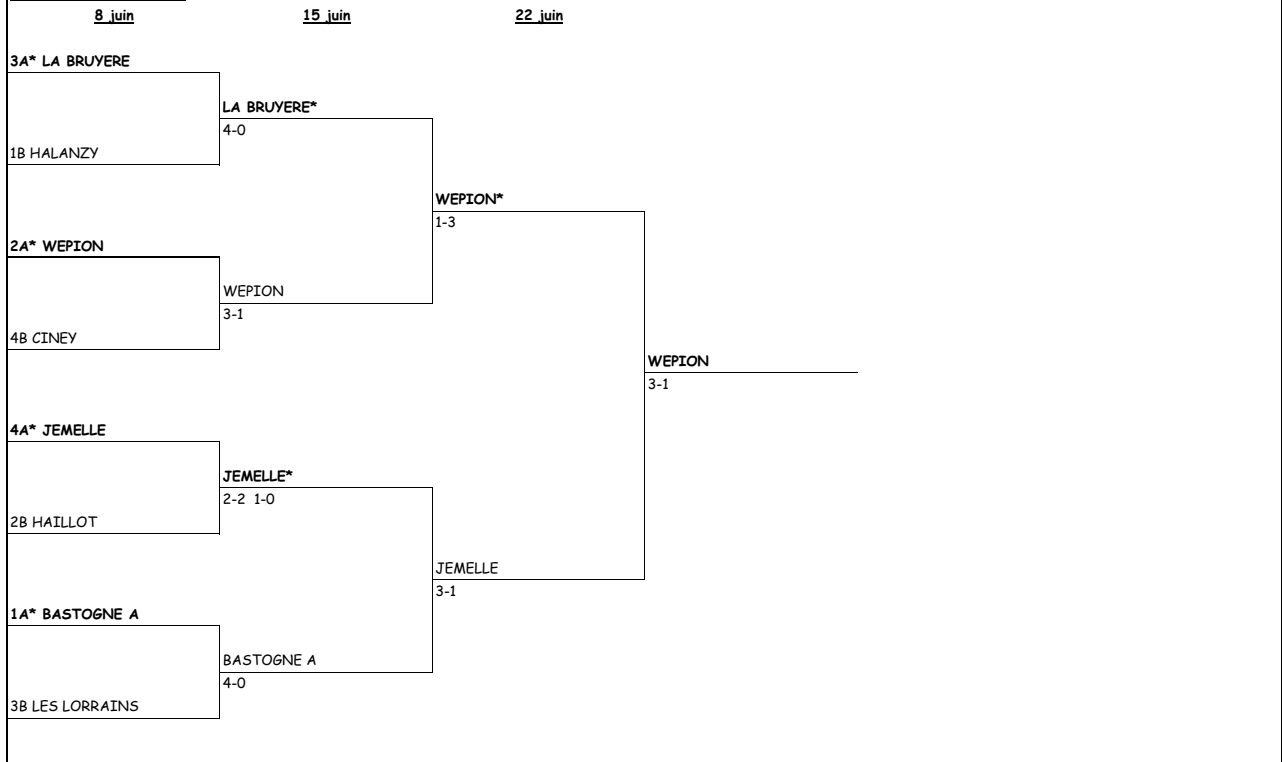 8 juin 15 juin 22 juin
3A* LA BRUYERE
LA BRUYERE*
4-0
1B HALANZY
WEPION*
1-3
2A* WEPION
WEPION
3-1
4B CINEY
WEPION
3-1
4A* JEMELLE
JEMELLE*
2-2 1-0
2B HAILLOT
JEMELLE
3-1
1A* BASTOGNE A
BASTOGNE A
4-0
3B LES LORRAINS